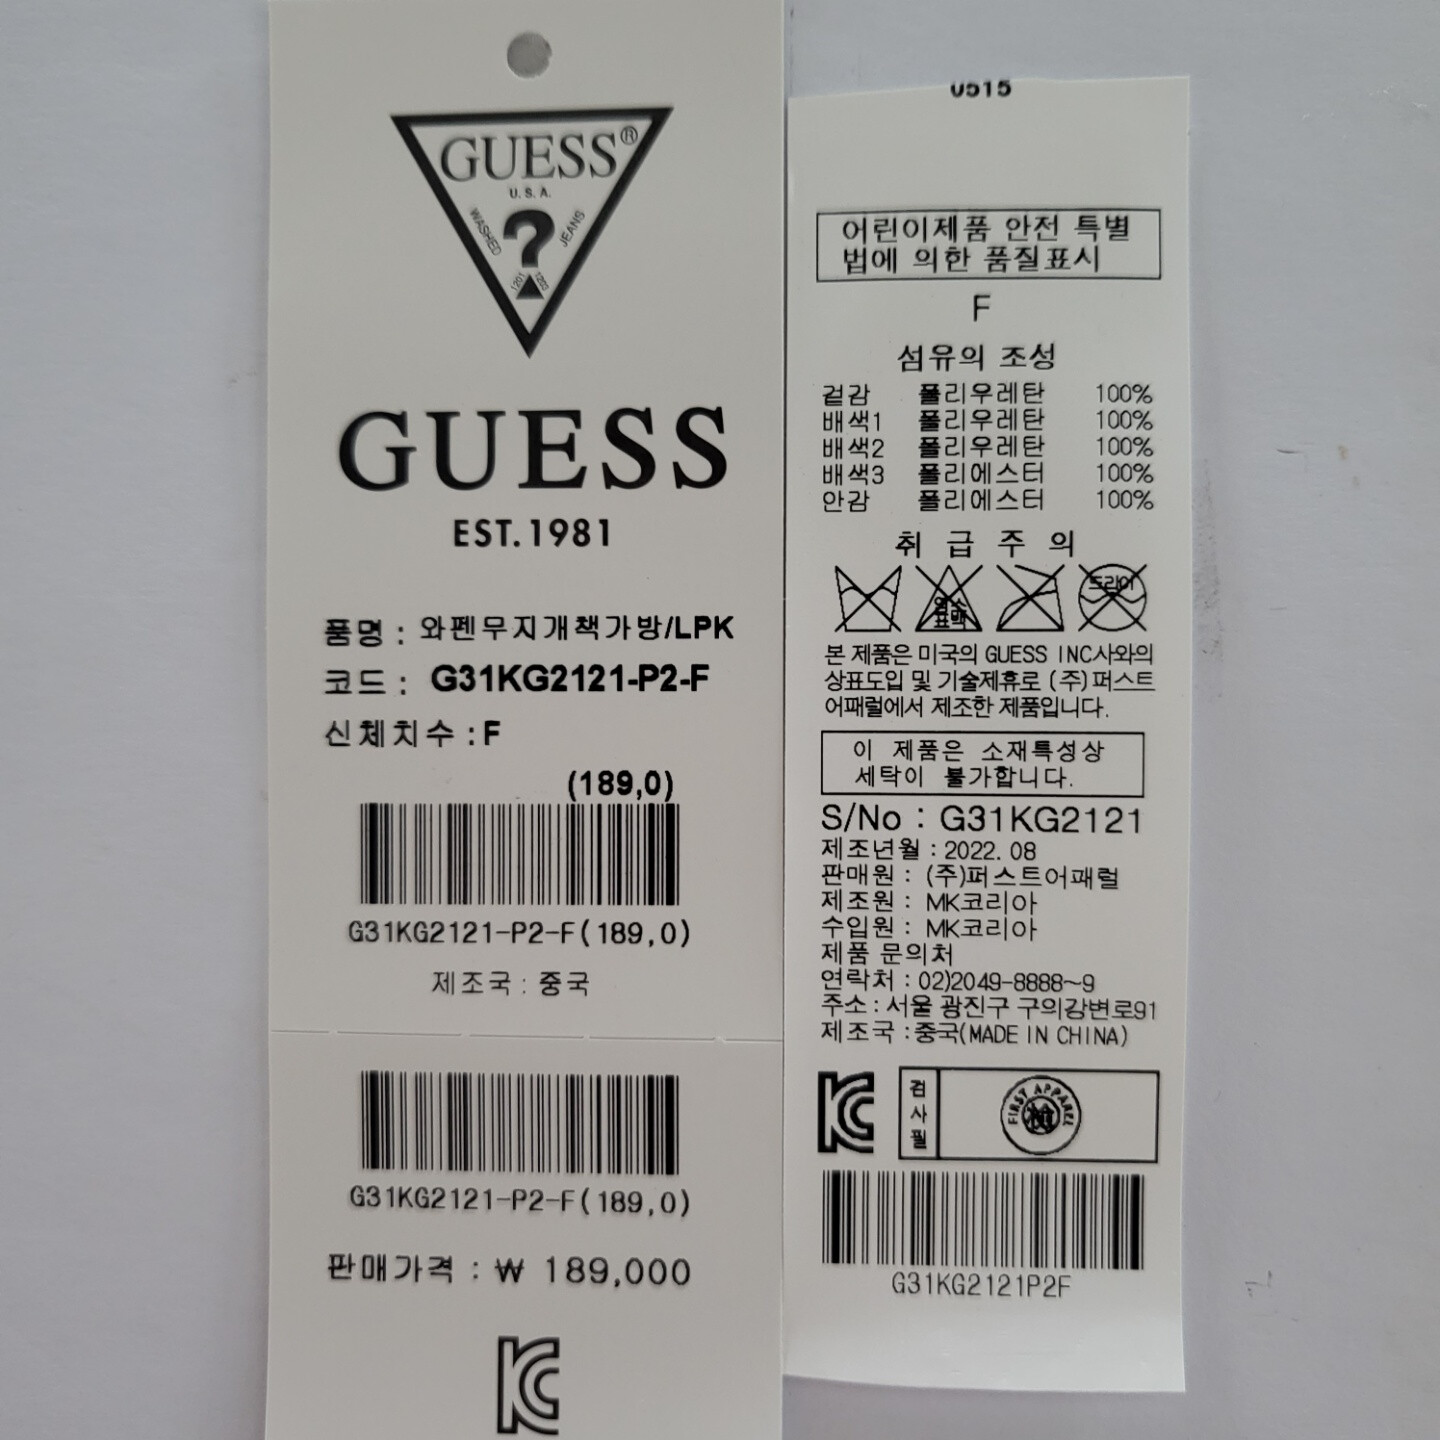 GUESS®
U.S.A.
WASHED
?
JEANS
1201 1203
GUESS
EST.1981
품명 : 와펜무지개책가방/LPK
코드 : G31KG2121-P2-F
신체치수 : F
(189,0)
G31KG2121-P2-F(189,0)
제조국 : 중국
G31KG2121-P2-F(189,0)
판매가격 : ₩ 189,000
KC
0515
어린이제품 안전 특별
법에 의한 품질표시
F
섬유의 조성
겉감 폴리우레탄 100%
배색1 폴리우레탄 100%
배색2 폴리우레탄 100%
배색3 폴리에스터 100%
안감 폴리에스터 100%
취 급 주 의
염소
표백
드라이
본 제품은 미국의 GUESS INC사와의
상표도입 및 기술제휴로 (주)퍼스트
어패럴에서 제조한 제품입니다.
이 제품은 소재특성상
세탁이 불가합니다.
S/No : G31KG2121
제조년월 : 2022. 08
판매원 : (주)퍼스트어패럴
제조원 : MK코리아
수입원 : MK코리아
제품 문의처
연락처 : 02)2049-8888~9
주소 : 서울 광진구 구의강변로91
제조국 : 중국(MADE IN CHINA)
KC
검사필
FIRST APPAREL
G31KG2121P2F